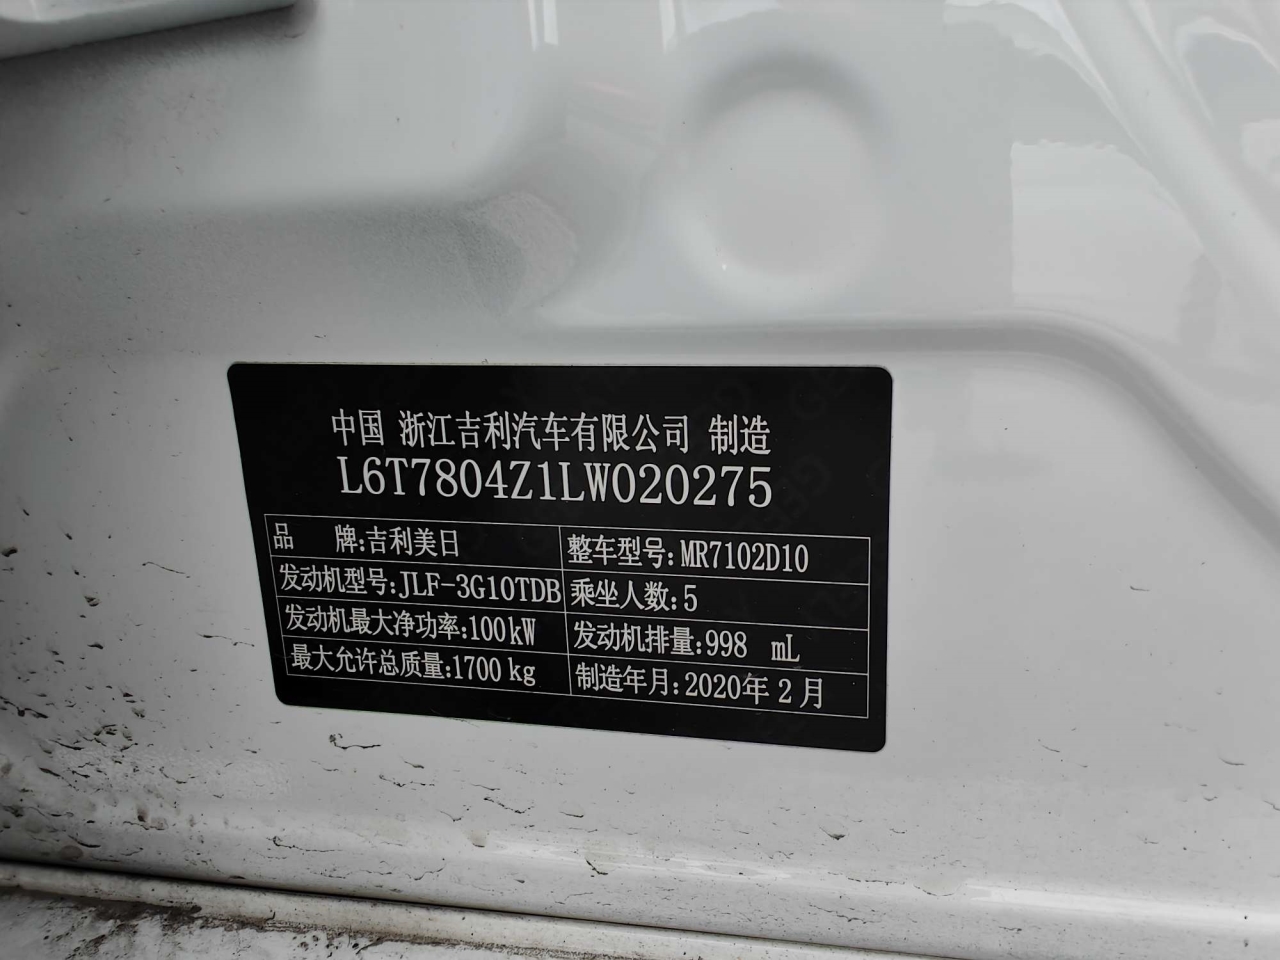 中国 浙江吉利汽车有限公司 制造
L6T7804Z1LW020275
品 牌:吉利美日 整车型号:MR7102D10
发动机型号:JLF-3G10TDB 乘坐人数:5
发动机最大净功率:100kW 发动机排量:998 mL
最大允许总质量:1700kg 制造年月:2020年2月